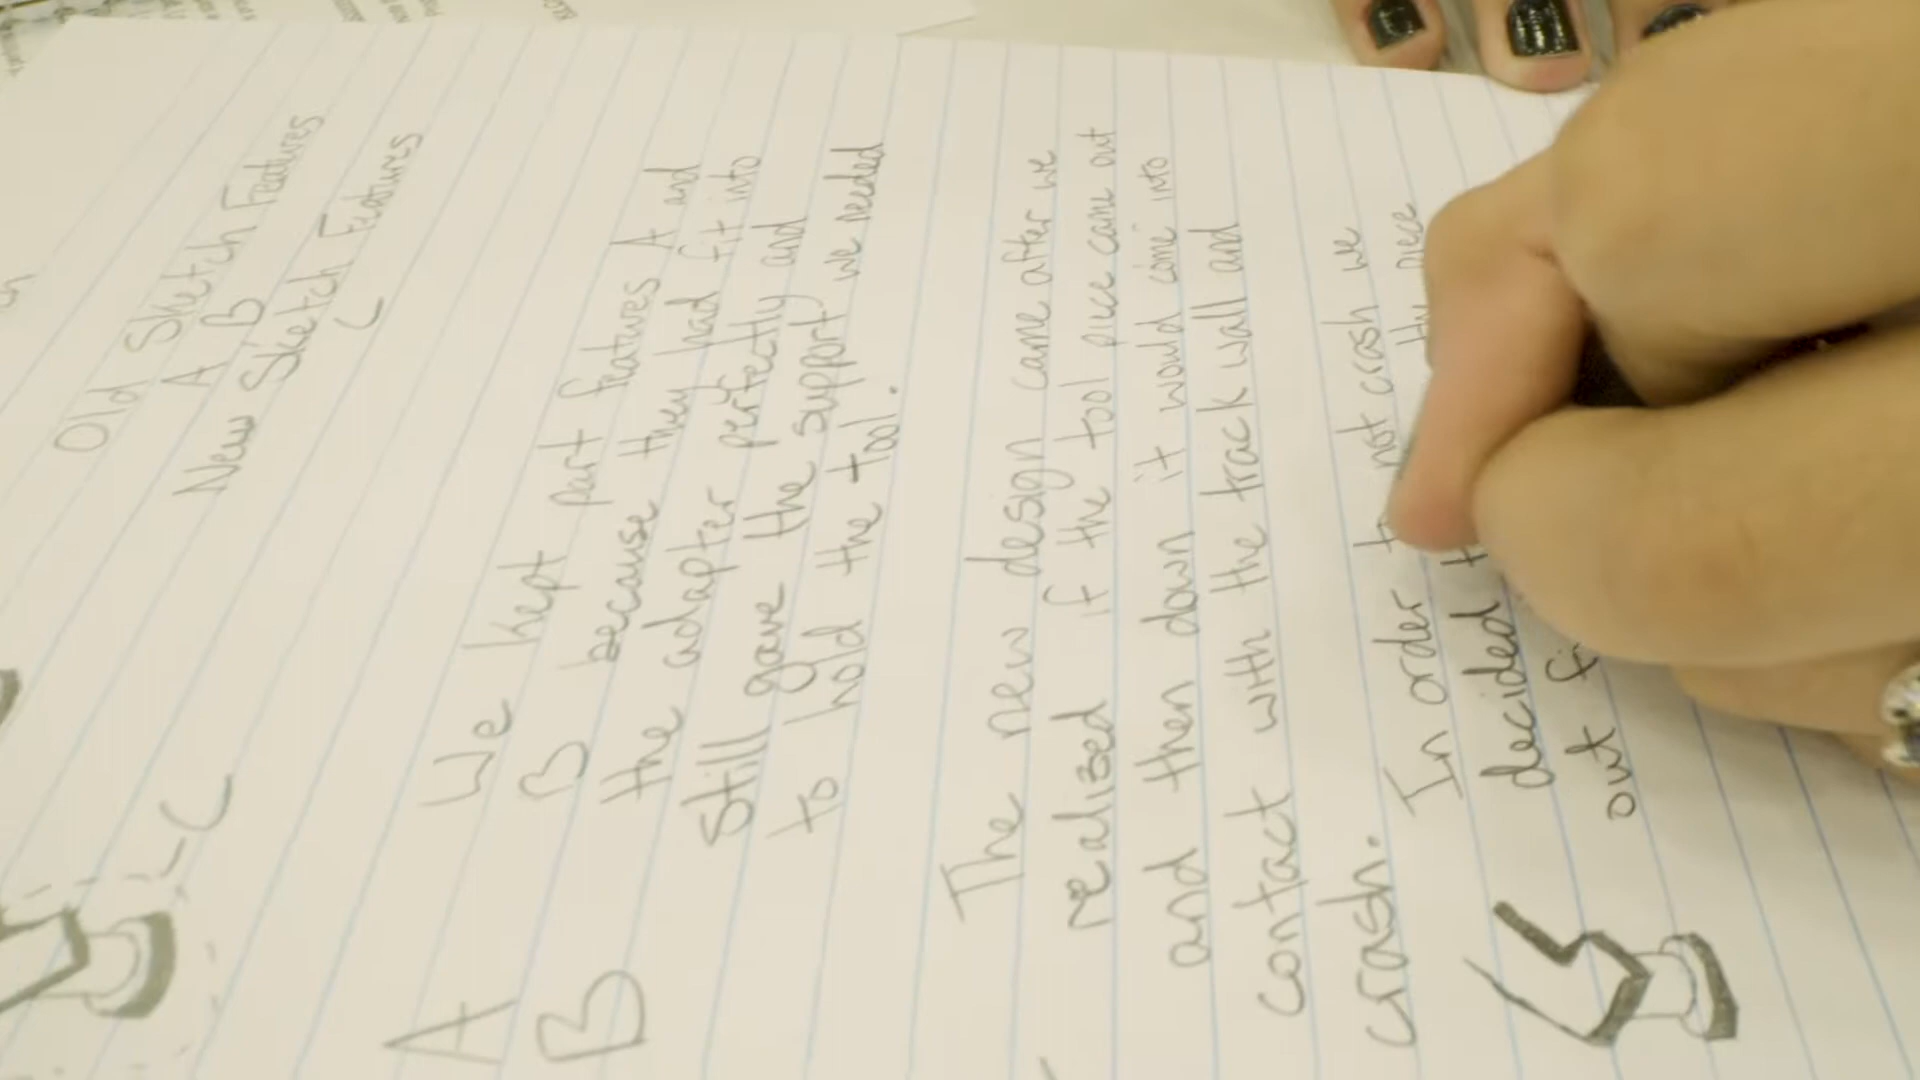 Old Sketch Features
A B
New Sketch Features
C
C
A
B
We kept part features A and
B because they had fit into
the adapter perfectly and
still gave the support we needed
to hold the tool.
The new design came after we
realized if the tool piece came out
and then down it would come into
contact with the track wall and
crash.
In order not crash we
decided the piece
out